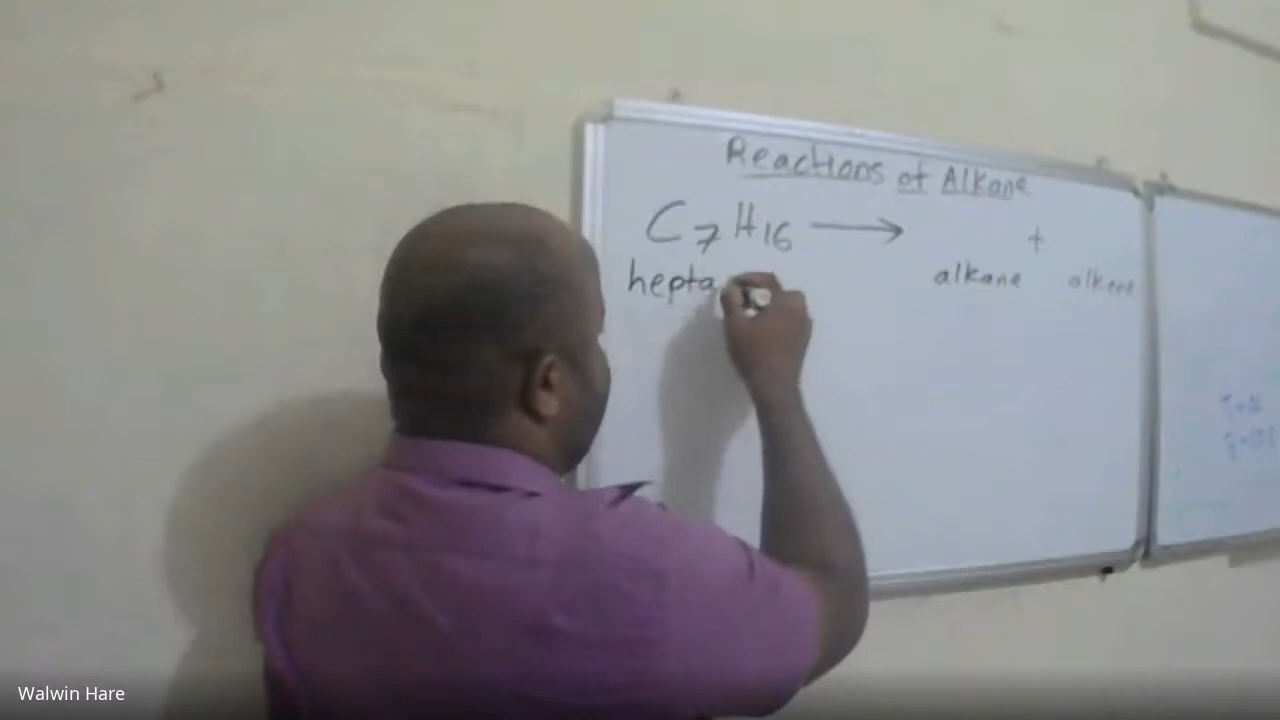 Reactions of Alkane
C₇H₁₆ ⟶ +
hepta alkane alkene
Walwin Hare